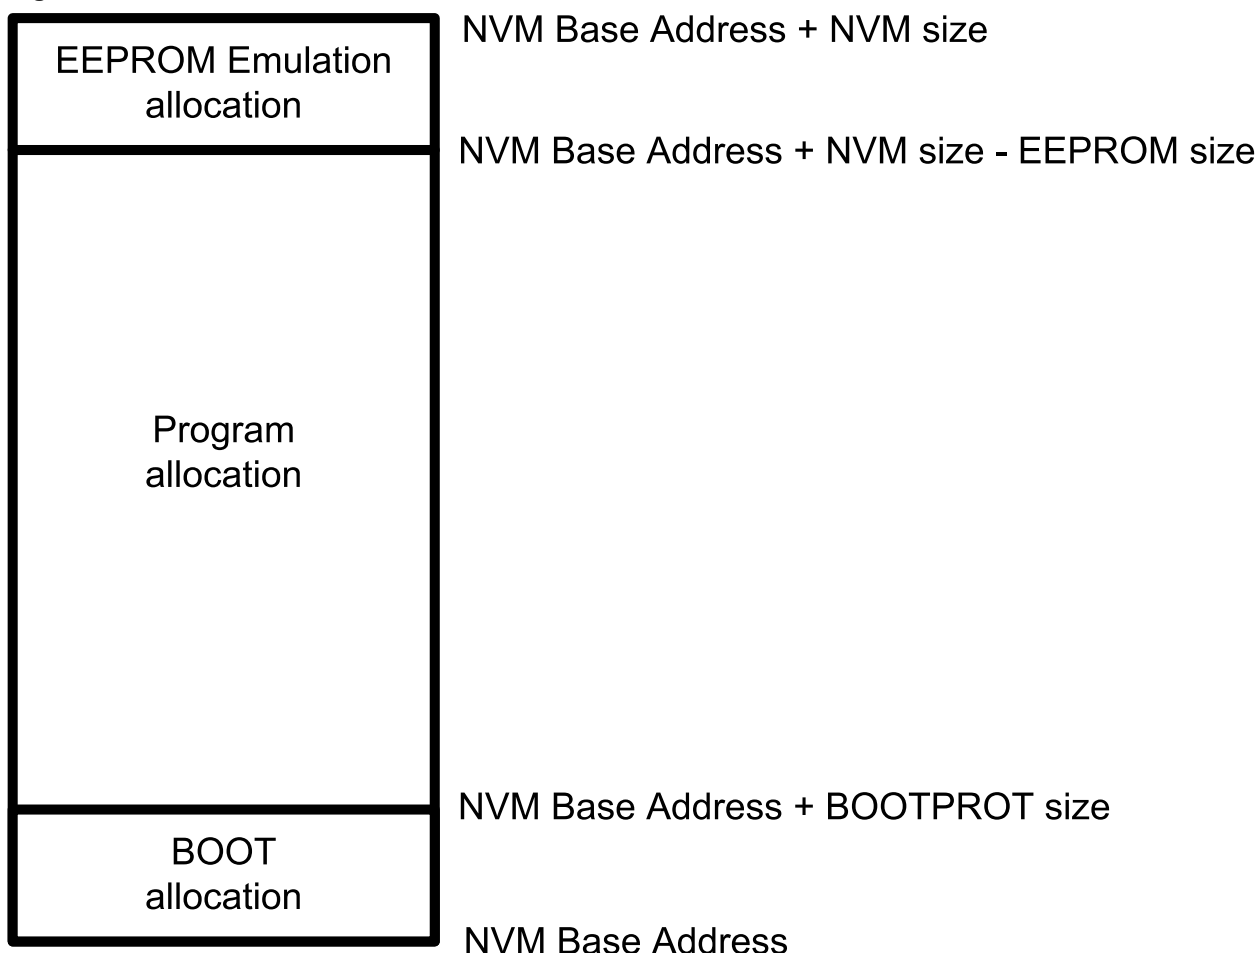 NVM Base Address + NVM size
EEPROM Emulation
allocation
NVM Base Address + NVM size - EEPROM size
Program
allocation
NVM Base Address + BOOTPROT size
BOOT
allocation
NVM Base Address